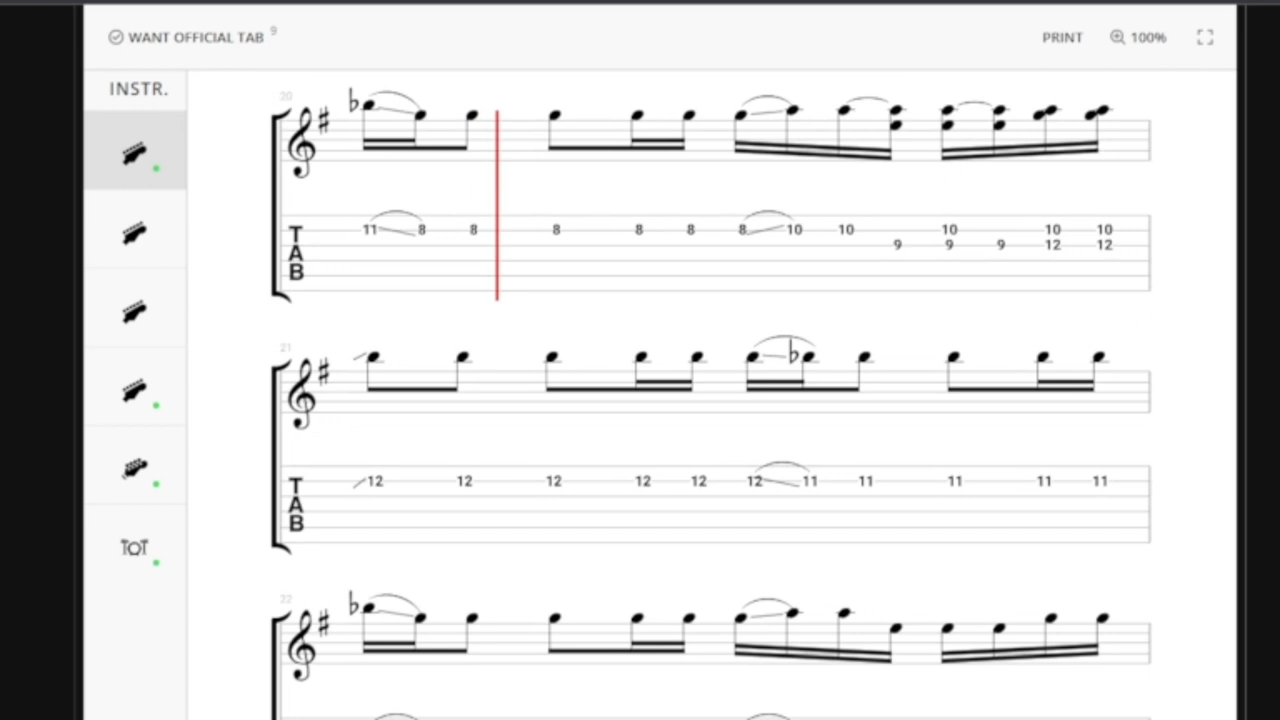 WANT OFFICIAL TAB 9
PRINT 100%
INSTR.
20
T A B
11 8 8 8 8 8 8 10 10 10 10 10
9 9 9 12 12
21
T A B
12 12 12 12 12 12 11 11 11 11 11
22